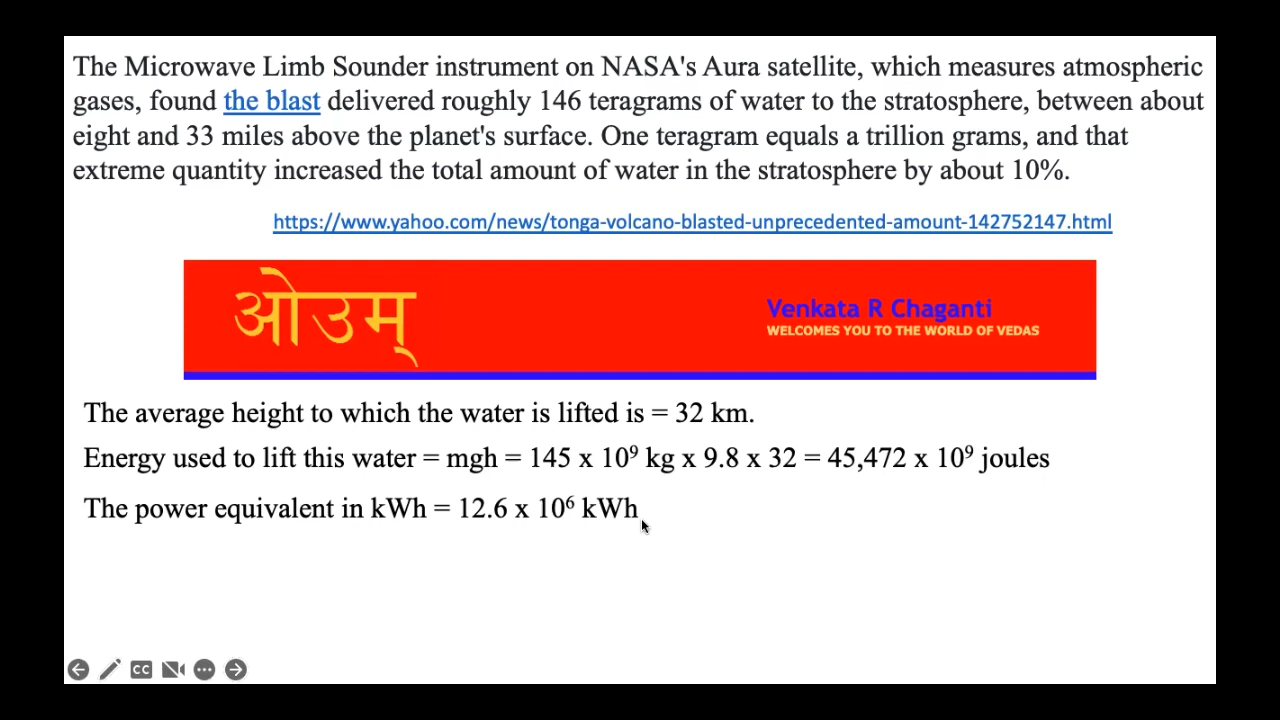 The Microwave Limb Sounder instrument on NASA's Aura satellite, which measures atmospheric
gases, found the blast delivered roughly 146 teragrams of water to the stratosphere, between about
eight and 33 miles above the planet's surface. One teragram equals a trillion grams, and that
extreme quantity increased the total amount of water in the stratosphere by about 10%.
https://www.yahoo.com/news/tonga-volcano-blasted-unprecedented-amount-142752147.html
ओउम्
Venkata R Chaganti
WELCOMES YOU TO THE WORLD OF VEDAS
The average height to which the water is lifted is = 32 km.
Energy used to lift this water = mgh = 145 x 10⁹ kg x 9.8 x 32 = 45,472 x 10⁹ joules
The power equivalent in kWh = 12.6 x 10⁶ kWh
CC